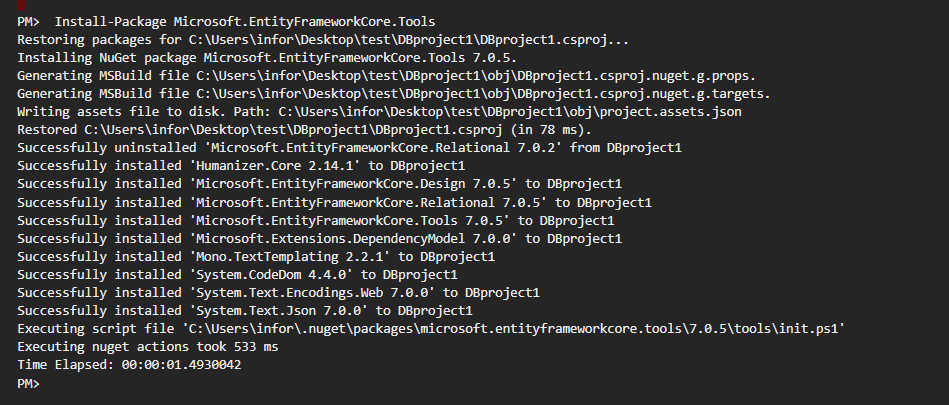 PM>  Install-Package Microsoft.EntityFrameworkCore.Tools
Restoring packages for C:\Users\infor\Desktop\test\DBproject1\DBproject1.csproj...
Installing NuGet package Microsoft.EntityFrameworkCore.Tools 7.0.5.
Generating MSBuild file C:\Users\infor\Desktop\test\DBproject1\obj\DBproject1.csproj.nuget.g.props.
Generating MSBuild file C:\Users\infor\Desktop\test\DBproject1\obj\DBproject1.csproj.nuget.g.targets.
Writing assets file to disk. Path: C:\Users\infor\Desktop\test\DBproject1\obj\project.assets.json
Restored C:\Users\infor\Desktop\test\DBproject1\DBproject1.csproj (in 78 ms).
Successfully uninstalled 'Microsoft.EntityFrameworkCore.Relational 7.0.2' from DBproject1
Successfully installed 'Humanizer.Core 2.14.1' to DBproject1
Successfully installed 'Microsoft.EntityFrameworkCore.Design 7.0.5' to DBproject1
Successfully installed 'Microsoft.EntityFrameworkCore.Relational 7.0.5' to DBproject1
Successfully installed 'Microsoft.EntityFrameworkCore.Tools 7.0.5' to DBproject1
Successfully installed 'Microsoft.Extensions.DependencyModel 7.0.0' to DBproject1
Successfully installed 'Mono.TextTemplating 2.2.1' to DBproject1
Successfully installed 'System.CodeDom 4.4.0' to DBproject1
Successfully installed 'System.Text.Encodings.Web 7.0.0' to DBproject1
Successfully installed 'System.Text.Json 7.0.0' to DBproject1
Executing script file 'C:\Users\infor\.nuget\packages\microsoft.entityframeworkcore.tools\7.0.5\tools\init.ps1'
Executing nuget actions took 533 ms
Time Elapsed: 00:00:01.4930042
PM>